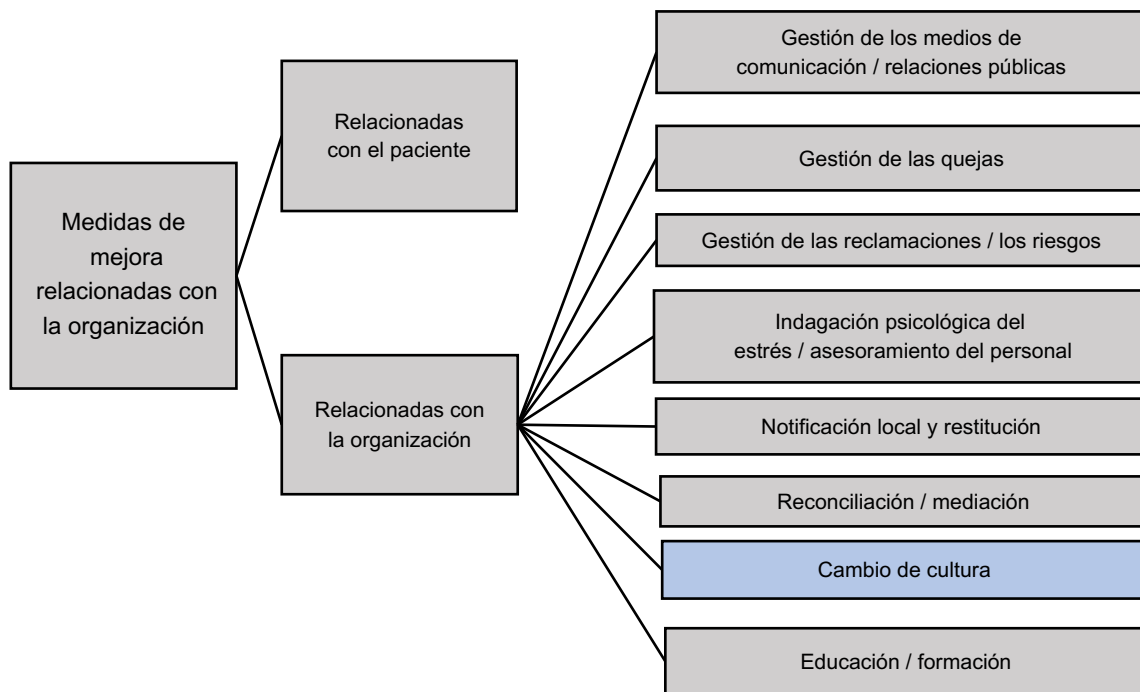 Medidas de
mejora
relacionadas con
la organización
Relacionadas
con el paciente
Relacionadas con
la organización
Gestión de los medios de
comunicación / relaciones públicas
Gestión de las quejas
Gestión de las reclamaciones / los riesgos
Indagación psicológica del
estrés / asesoramiento del personal
Notificación local y restitución
Reconciliación / mediación
Cambio de cultura
Educación / formación